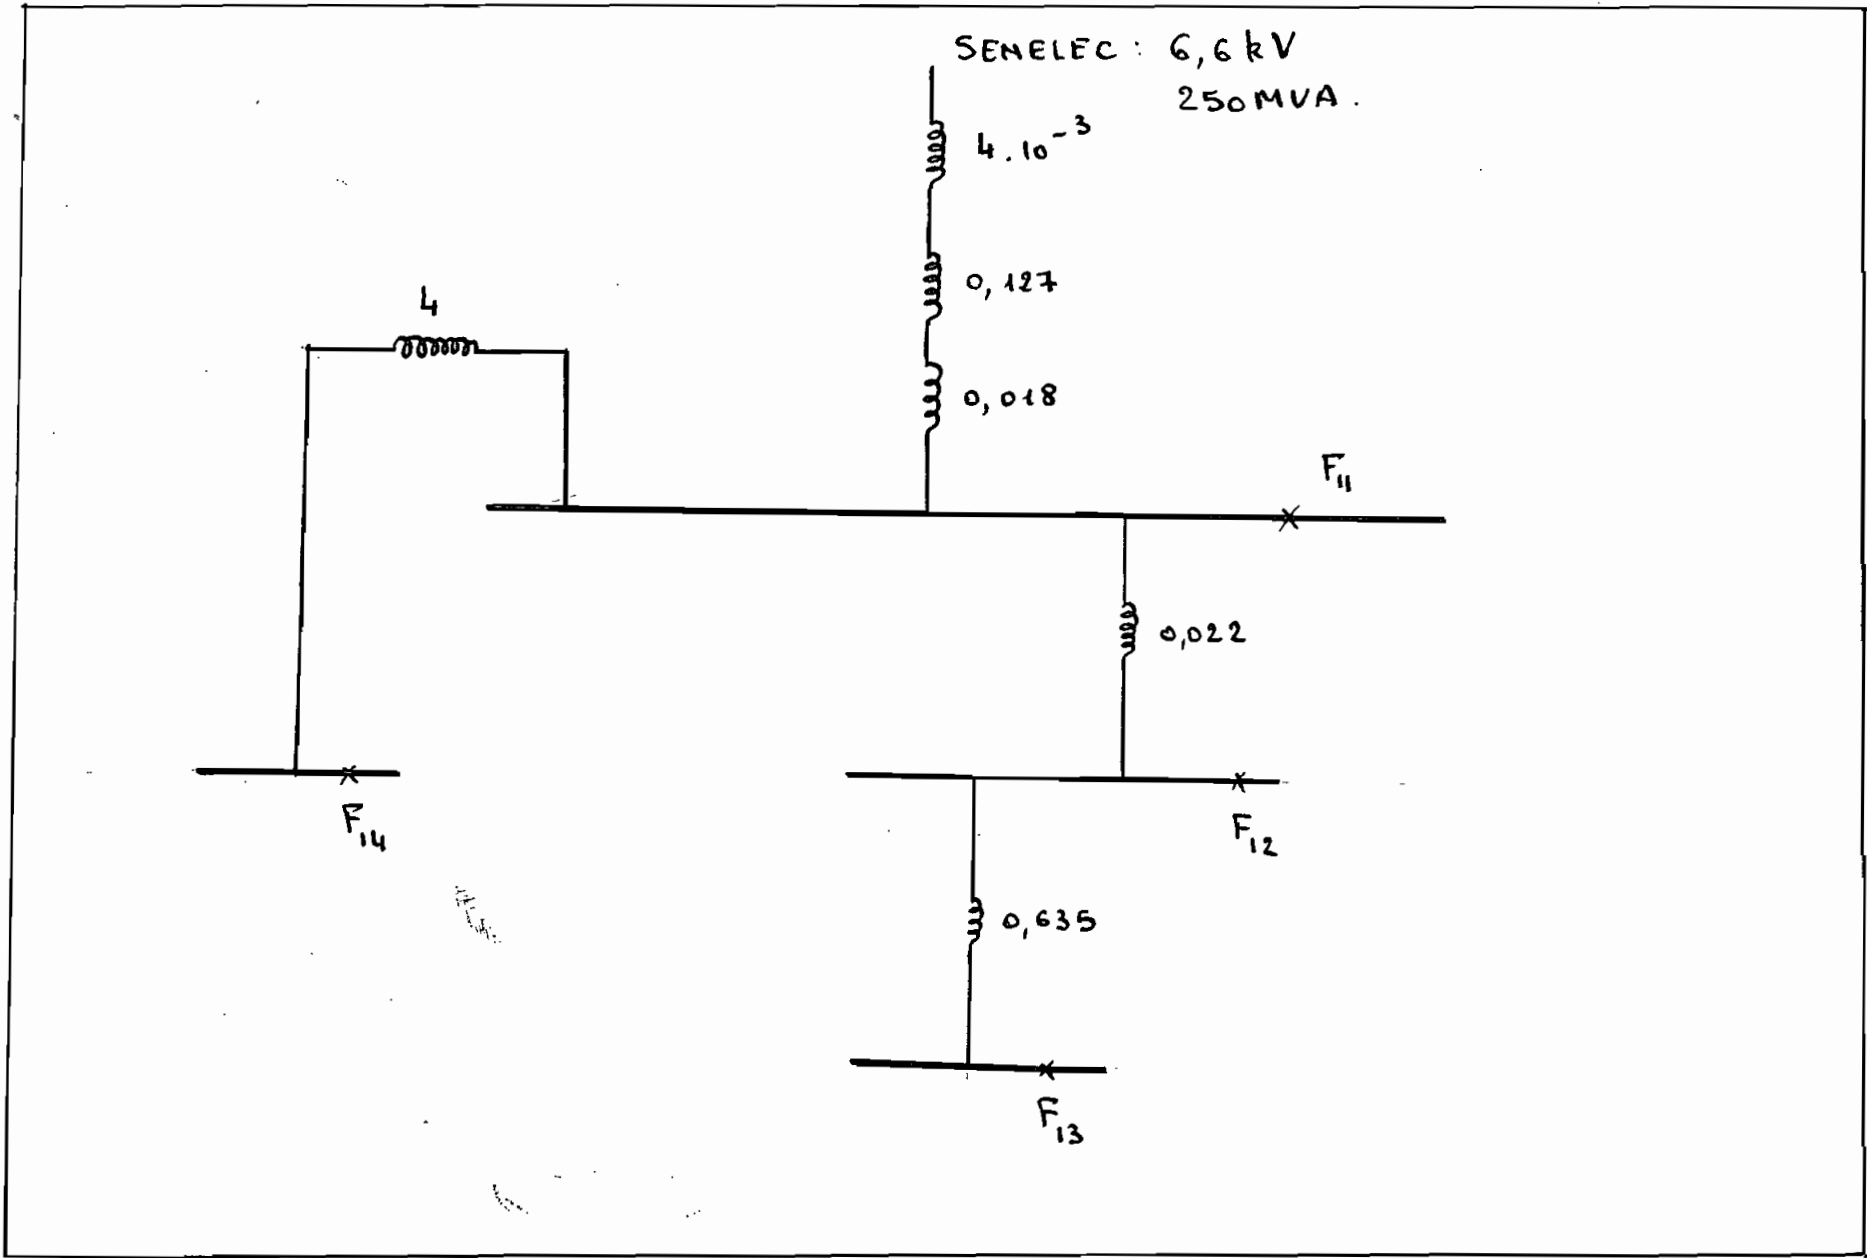 SENELEC : 6,6 kV
250 MVA.
4.10⁻³
0,127
4
0,018
F₁₁
0,022
F₁₄
F₁₂
0,635
F₁₃